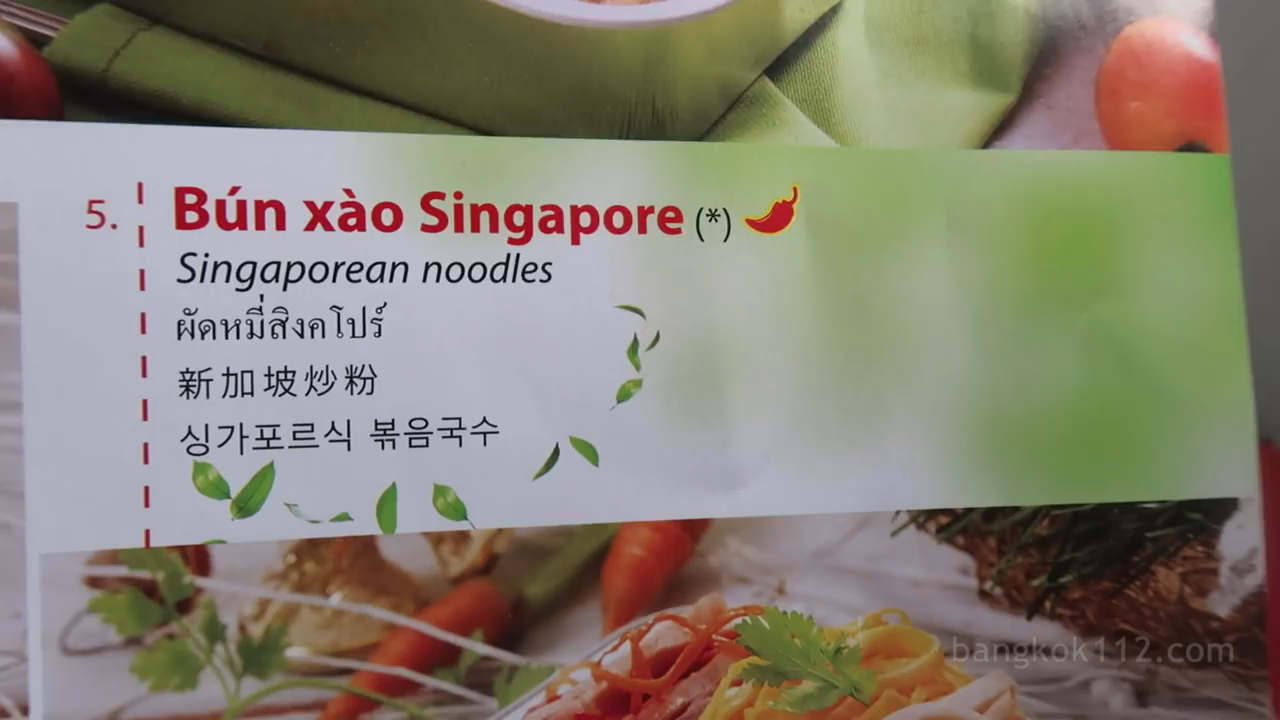 5. Bún xào Singapore (*)
Singaporean noodles
ผัดหมี่สิงคโปร์
新加坡炒粉
싱가포르식 볶음국수
bangkok112.com